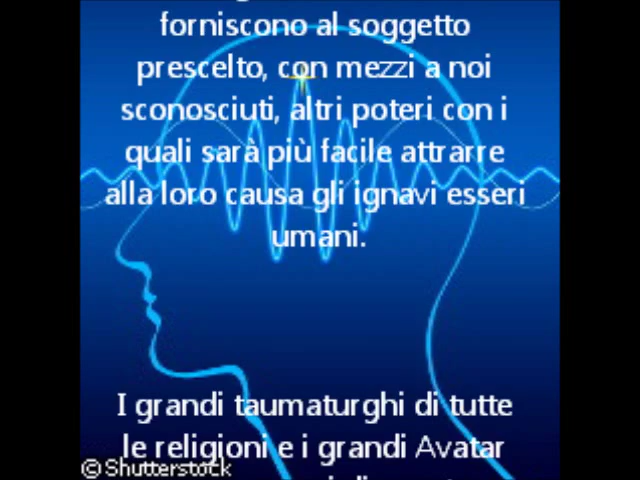 forniscono al soggetto
prescelto, con mezzi a noi
sconosciuti, altri poteri con i
quali sarà più facile attrarre
alla loro causa gli ignavi esseri
umani.
I grandi taumaturghi di tutte
le religioni e i grandi Avatar
© Shutterstock